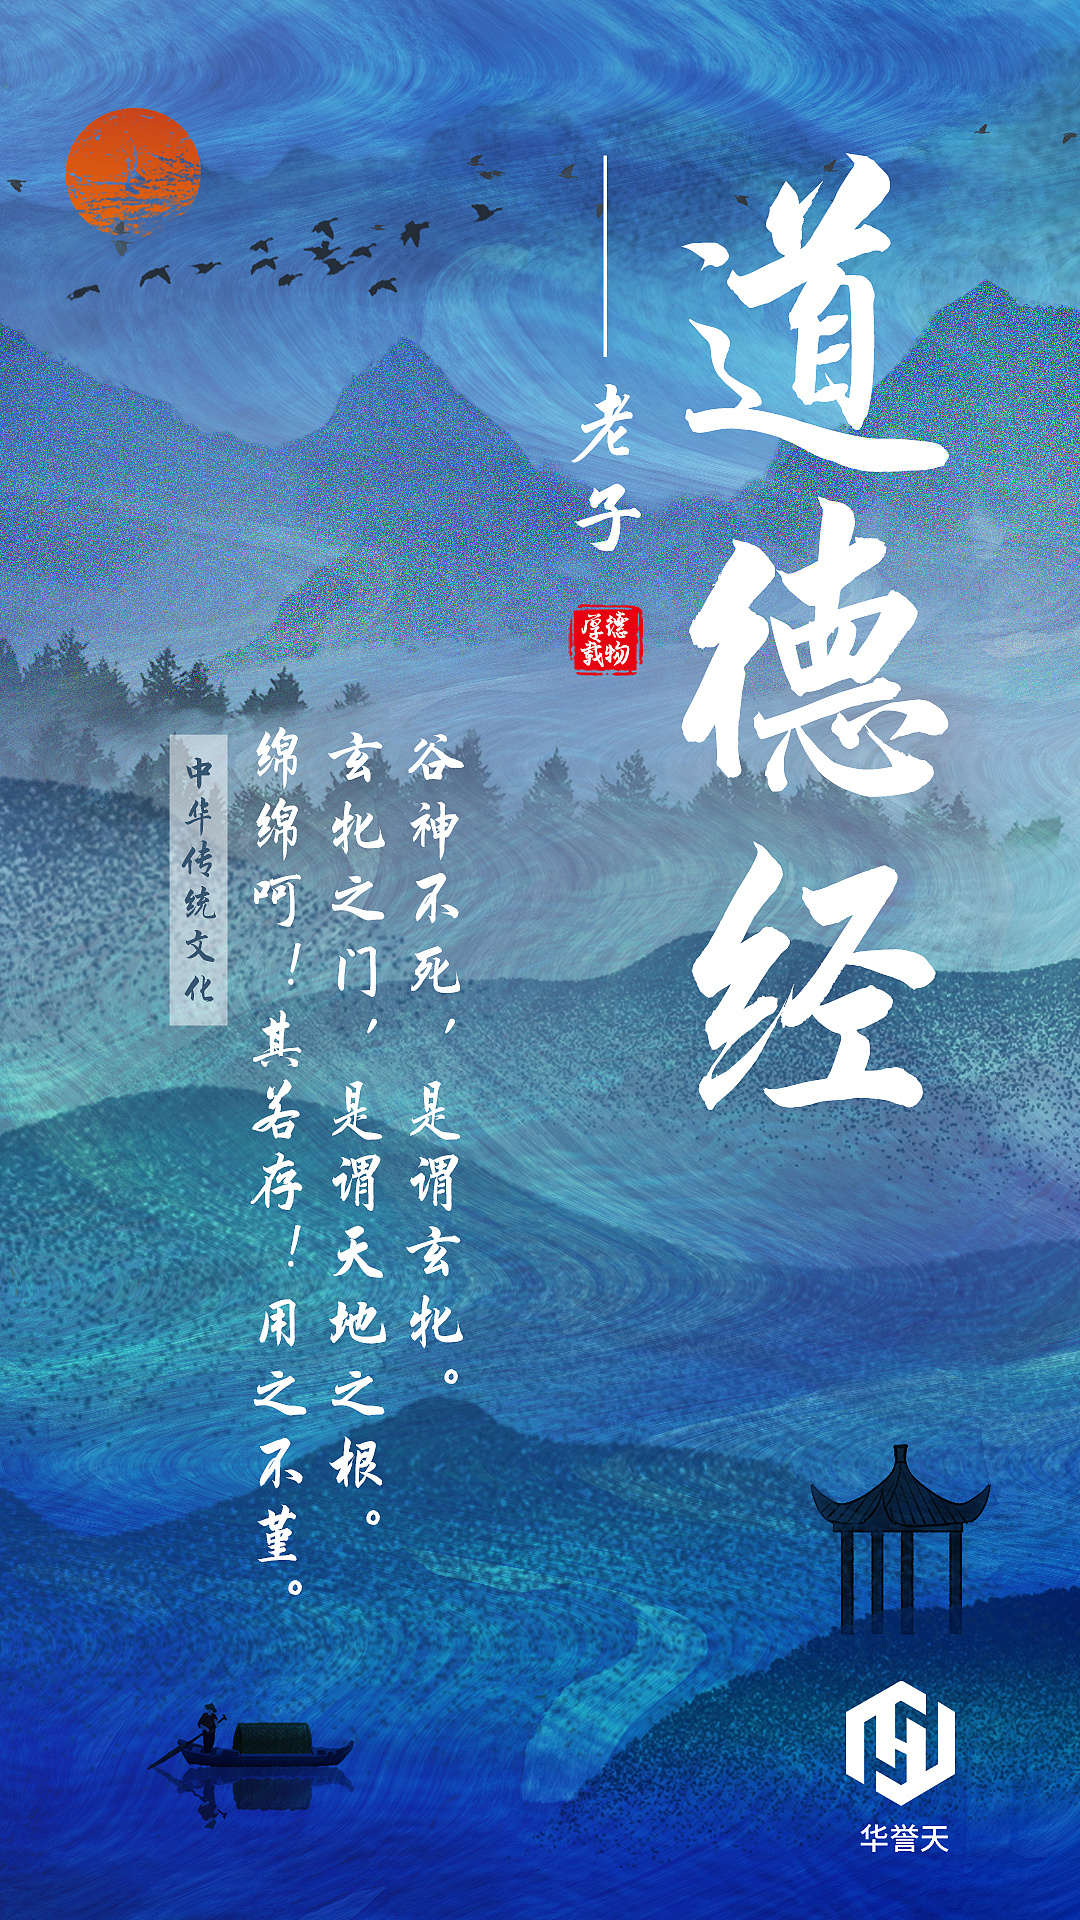 道德经
老子
厚德载物
谷神不死，是谓玄牝。
玄牝之门，是谓天地之根。
绵绵呵！其若存！用之不堇。
中华传统文化
华誉天